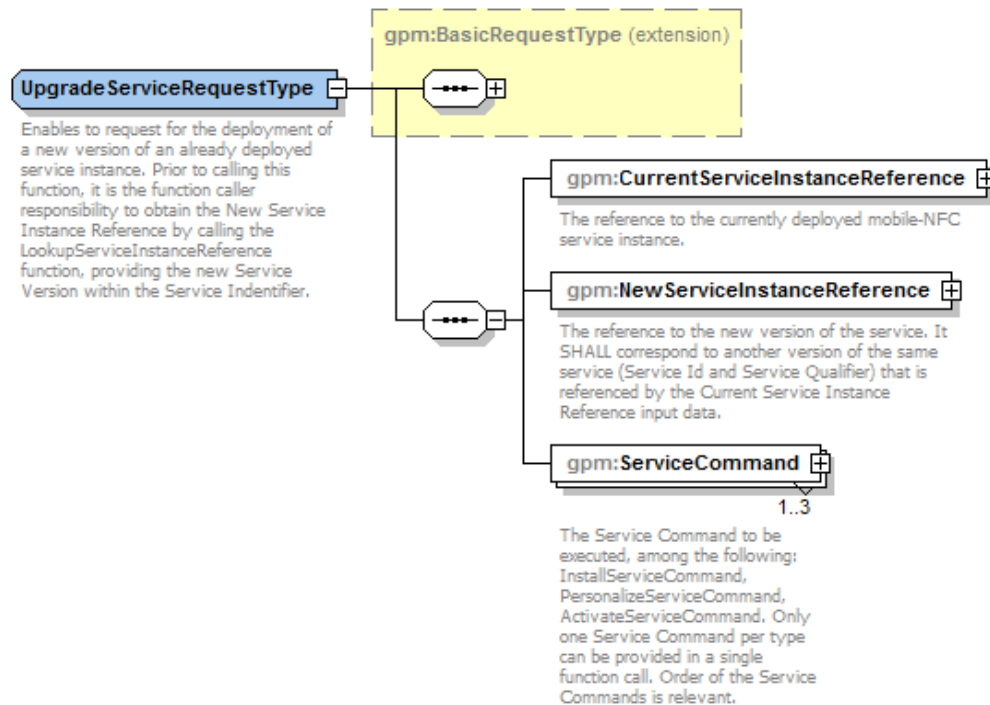 gpm:BasicRequestType (extension)
UpgradeServiceRequestType
Enables to request for the deployment of
a new version of an already deployed
service instance. Prior to calling this
function, it is the function caller
responsibility to obtain the New Service
Instance Reference by calling the
LookupServiceInstanceReference
function, providing the new Service
Version within the Service Indentifier.
gpm:CurrentServiceInstanceReference
The reference to the currently deployed mobile-NFC
service instance.
gpm:NewServiceInstanceReference
The reference to the new version of the service. It
SHALL correspond to another version of the same
service (Service Id and Service Qualifier) that is
referenced by the Current Service Instance
Reference input data.
gpm:ServiceCommand
1..3
The Service Command to be
executed, among the following:
InstallServiceCommand,
PersonalizeServiceCommand,
ActivateServiceCommand. Only
one Service Command per type
can be provided in a single
function call. Order of the Service
Commands is relevant.